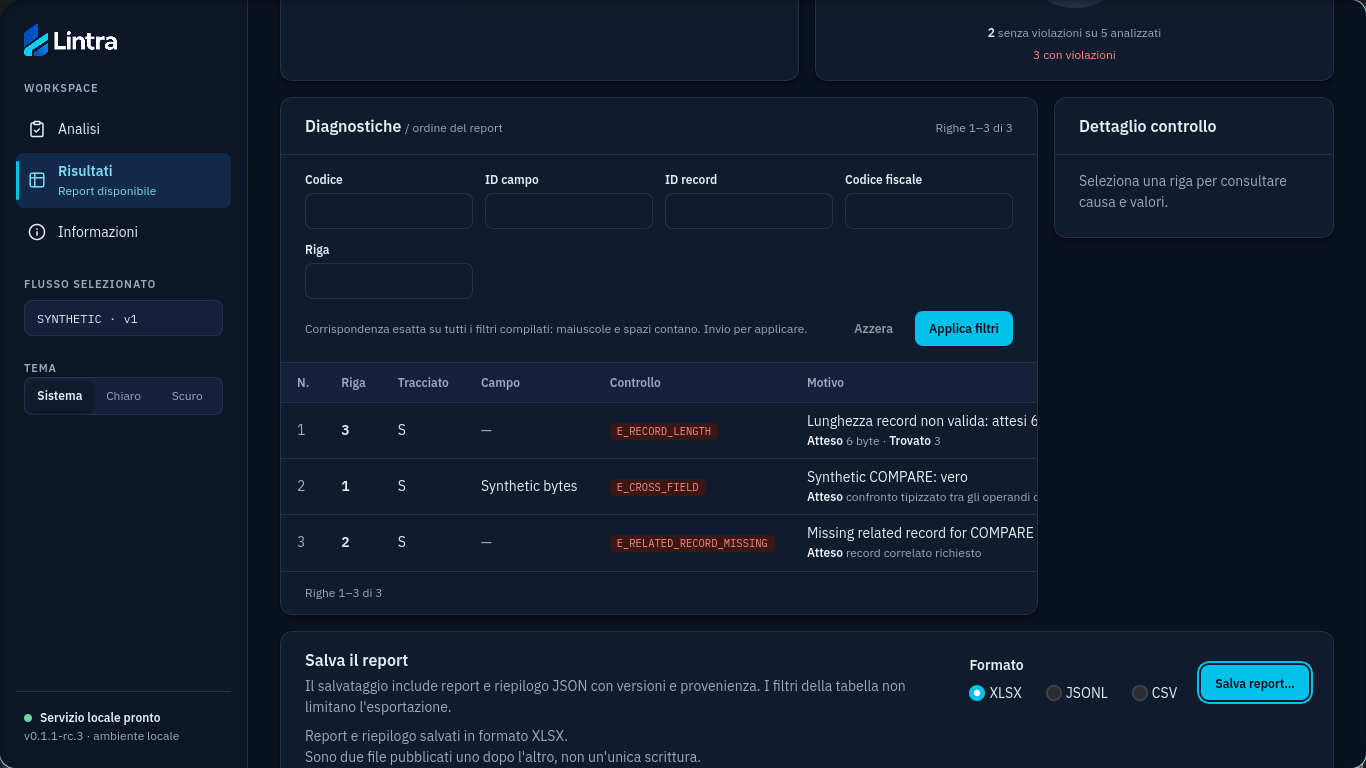 Lintra
WORKSPACE
Analisi
Risultati
Report disponibile
Informazioni
FLUSSO SELEZIONATO
SYNTHETIC · v1
TEMA
Sistema Chiaro Scuro
Servizio locale pronto
v0.1.1-rc.3 · ambiente locale
2 senza violazioni su 5 analizzati
3 con violazioni
Diagnostiche / ordine del report
Righe 1–3 di 3
Codice ID campo ID record Codice fiscale
Riga
Corrispondenza esatta su tutti i filtri compilati: maiuscole e spazi contano. Invio per applicare.
Azzera Applica filtri
N. Riga Tracciato Campo Controllo Motivo
1 3 S — E_RECORD_LENGTH Lunghezza record non valida: attesi 6
Atteso 6 byte · Trovato 3
2 1 S Synthetic bytes E_CROSS_FIELD Synthetic COMPARE: vero
Atteso confronto tipizzato tra gli operandi
3 2 S — E_RELATED_RECORD_MISSING Missing related record for COMPARE
Atteso record correlato richiesto
Righe 1–3 di 3
Dettaglio controllo
Seleziona una riga per consultare
causa e valori.
Salva il report
Il salvataggio include report e riepilogo JSON con versioni e provenienza. I filtri della tabella non
limitano l'esportazione.
Report e riepilogo salvati in formato XLSX.
Sono due file pubblicati uno dopo l'altro, non un'unica scrittura.
Formato
XLSX JSONL CSV
Salva report…